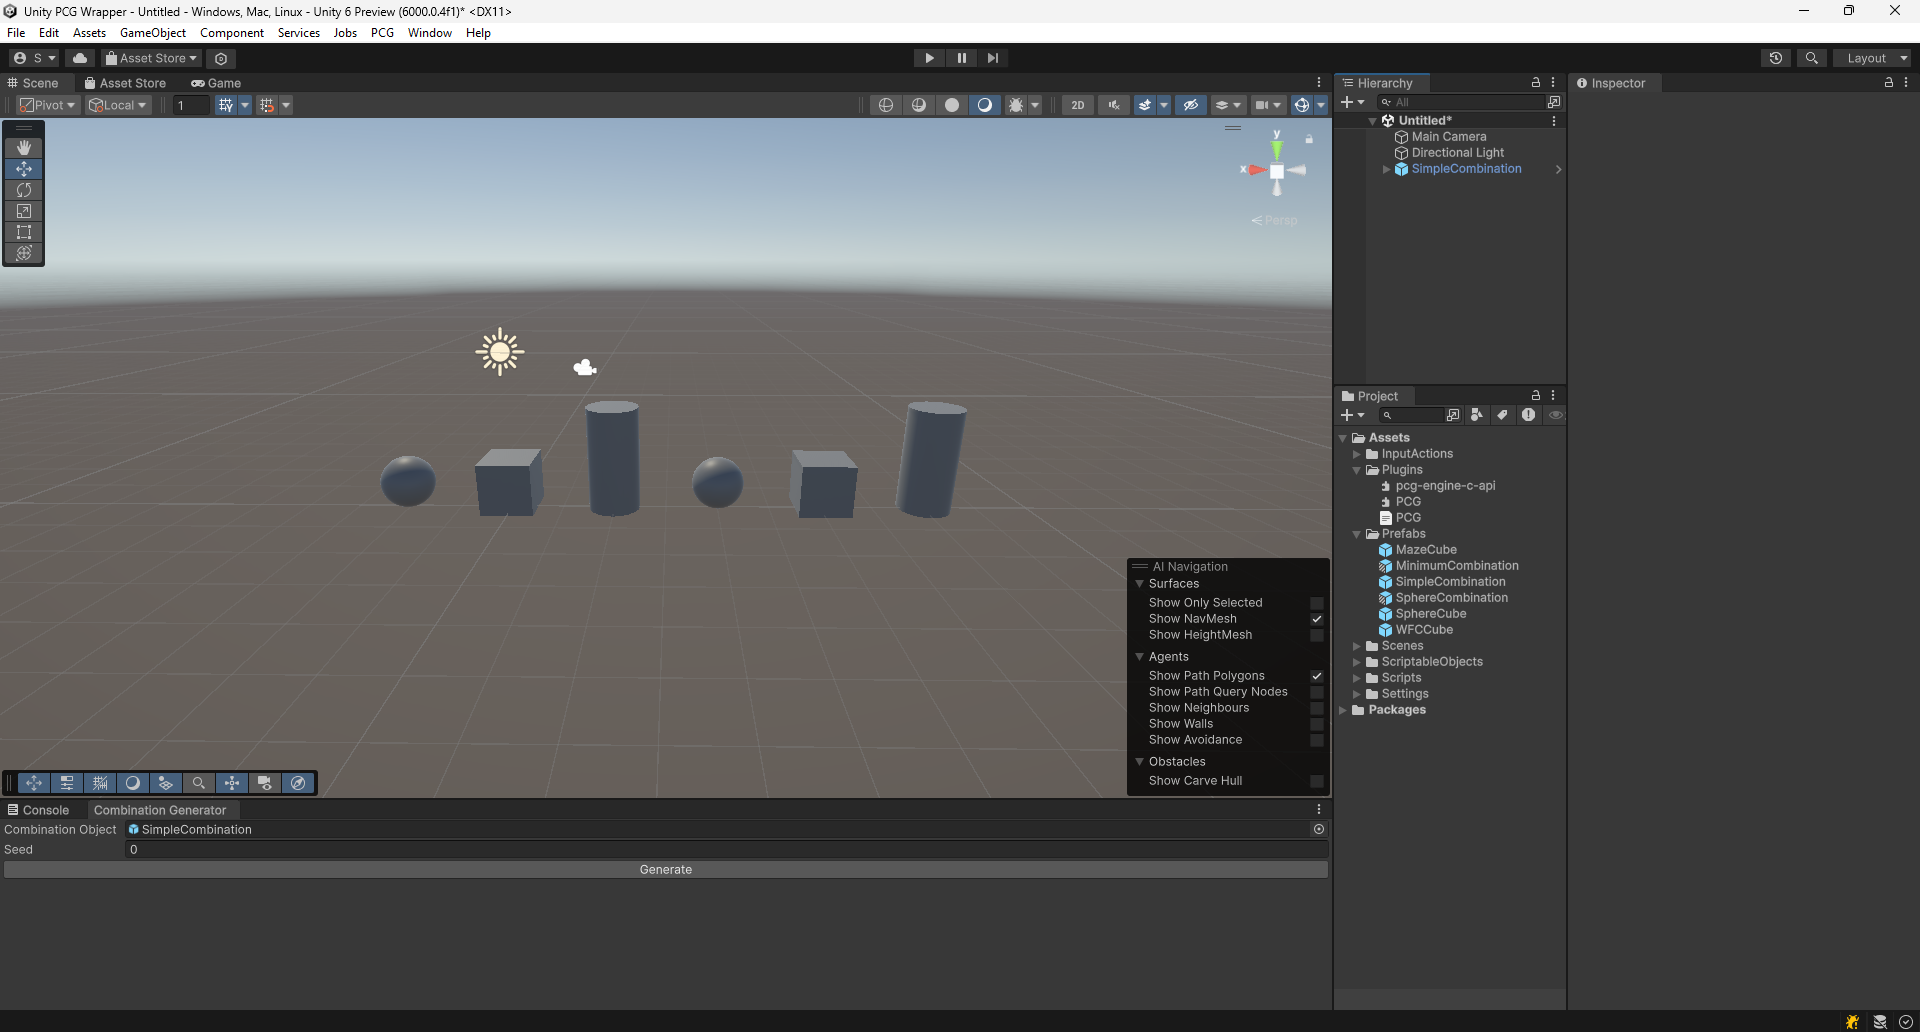 Unity PCG Wrapper - Untitled - Windows, Mac, Linux - Unity 6 Preview (6000.0.4f1)* <DX11>
File Edit Assets GameObject Component Services Jobs PCG Window Help
S Asset Store Layout
Scene Asset Store Game
Pivot Local 1 2D
y
x
Persp
AI Navigation
Surfaces
Show Only Selected
Show NavMesh
Show HeightMesh
Agents
Show Path Polygons
Show Path Query Nodes
Show Neighbours
Show Walls
Show Avoidance
Obstacles
Show Carve Hull
Console Combination Generator
Combination Object SimpleCombination
Seed 0
Generate
Hierarchy
All
Untitled*
Main Camera
Directional Light
SimpleCombination
Project
Assets
InputActions
Plugins
pcg-engine-c-api
PCG
PCG
Prefabs
MazeCube
MinimumCombination
SimpleCombination
SphereCombination
SphereCube
WFCCube
Scenes
ScriptableObjects
Scripts
Settings
Packages
Inspector